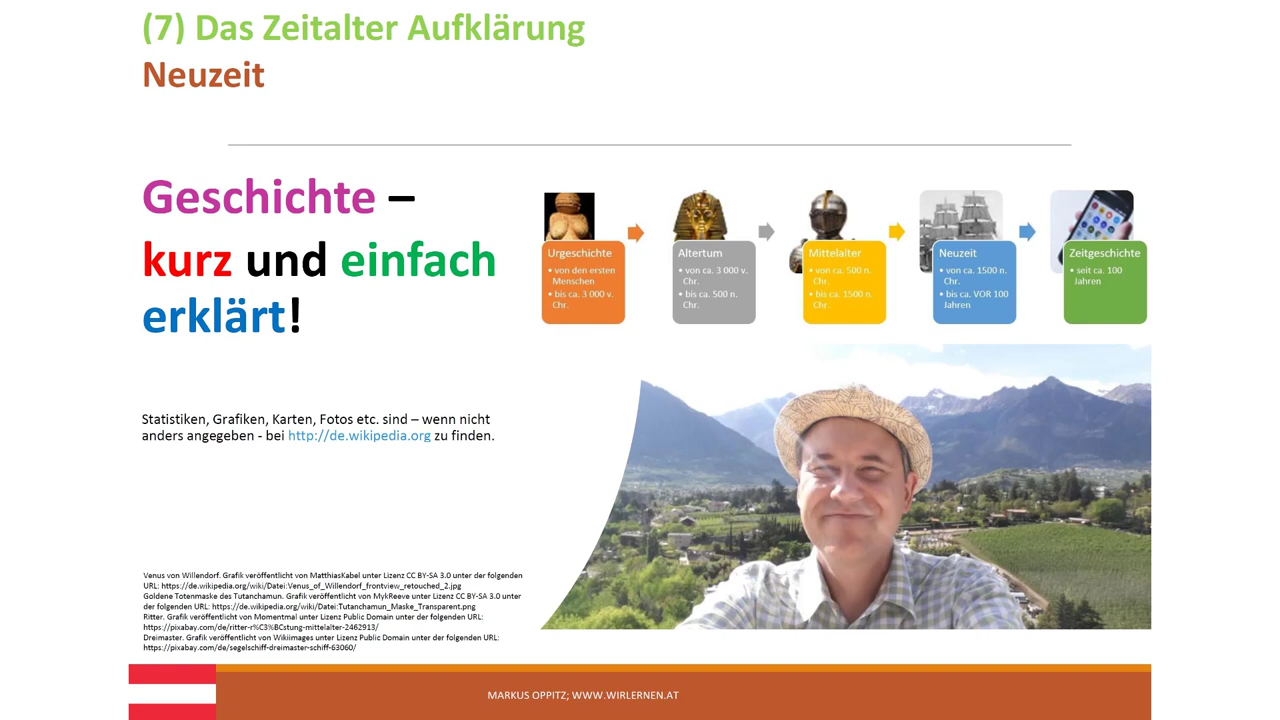 (7) Das Zeitalter Aufklärung
Neuzeit
Geschichte –
kurz und einfach
erklärt!
Urgeschichte
• von den ersten
Menschen
• bis ca. 3 000 v.
Chr.
Altertum
• von ca. 3 000 v.
Chr.
• bis ca. 500 n.
Chr.
Mittelalter
• von ca. 500 n.
Chr.
• bis ca. 1500 n.
Chr.
Neuzeit
• von ca. 1500 n.
Chr.
• bis ca. VOR 100
Jahren
Zeitgeschichte
• seit ca. 100
Jahren
Statistiken, Grafiken, Karten, Fotos etc. sind – wenn nicht
anders angegeben - bei http://de.wikipedia.org zu finden.
Venus von Willendorf. Grafik veröffentlicht von MatthiasKabel unter Lizenz CC BY-SA 3.0 unter der folgenden
URL: https://de.wikipedia.org/wiki/Datei:Venus_of_Willendorf_frontview_retouched_2.jpg
Goldene Totenmaske des Tutanchamun. Grafik veröffentlicht von MykReeve unter Lizenz CC BY-SA 3.0 unter
der folgenden URL: https://de.wikipedia.org/wiki/Datei:Tutanchamun_Maske_Transparent.png
Ritter. Grafik veröffentlicht von Momentmal unter Lizenz Public Domain unter der folgenden URL:
https://pixabay.com/de/ritter-r%C3%BCstung-mittelalter-2462913/
Dreimaster. Grafik veröffentlicht von Wikiimages unter Lizenz Public Domain unter der folgenden URL:
https://pixabay.com/de/segelschiff-dreimaster-schiff-63060/
MARKUS OPPITZ; WWW.WIRLERNEN.AT